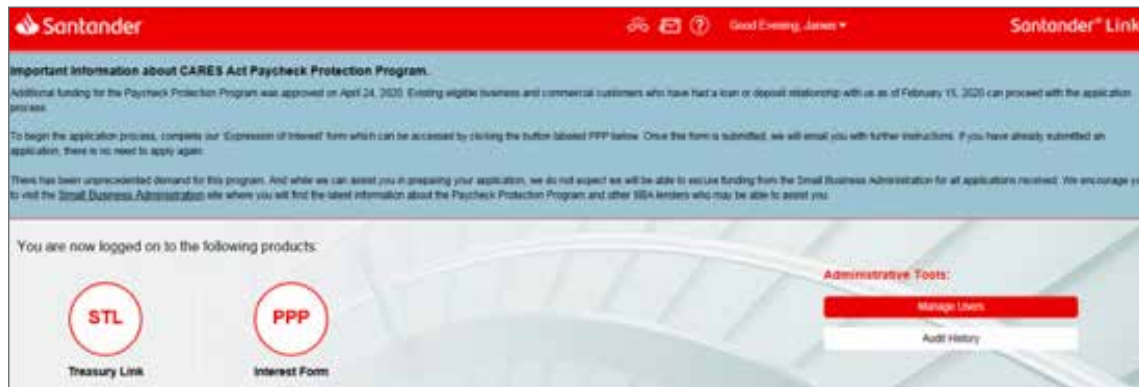 Santander
Good Evening, James
Santander® Link
Important Information about CARES Act Paycheck Protection Program.
Additional funding for the Paycheck Protection Program was approved on April 24, 2020. Existing eligible business and commercial customers who have had a loan or deposit relationship with us as of February 15, 2020 can proceed with the application
process.
To begin the application process, complete our 'Expression of Interest' form which can be accessed by clicking the button labeled PPP below. Once this form is submitted, we will email you with further instructions. If you have already submitted an
application, there is no need to apply again.
There has been unprecedented demand for this program. And while we can assist you in preparing your application, we do not expect we will be able to secure funding from the Small Business Administration for all applications received. We encourage yo
to visit the Small Business Administration site where you will find the latest information about the Paycheck Protection Program and other SBA lenders who may be able to assist you.
You are now logged on to the following products:
Administrative Tools:
Manage Users
STL
PPP
Audit History
Treasury Link
Interest Form